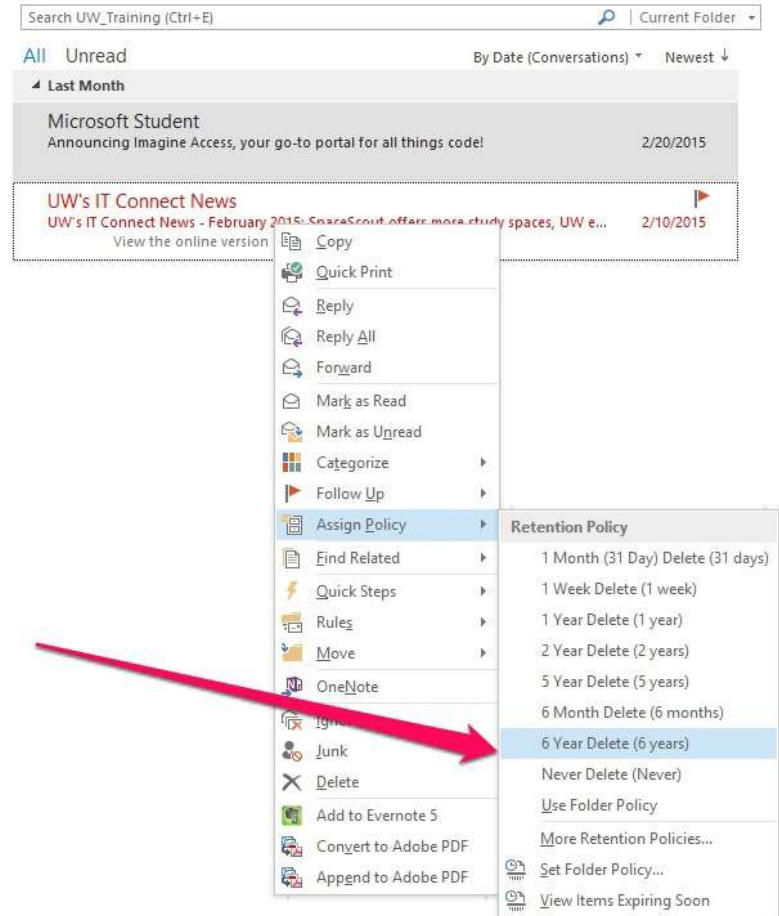 Search UW_Training (Ctrl+E) Current Folder
All Unread By Date (Conversations) Newest ↓
Last Month
Microsoft Student
Announcing Imagine Access, your go-to portal for all things code! 2/20/2015
UW's IT Connect News
UW's IT Connect News - February 2015: SpaceScout offers more study spaces, UW e... 2/10/2015
View the online version
Copy
Quick Print
Reply
Reply All
Forward
Mark as Read
Mark as Unread
Categorize
Follow Up
Assign Policy
Find Related
Quick Steps
Rules
Move
OneNote
Junk
Delete
Add to Evernote 5
Convert to Adobe PDF
Append to Adobe PDF
Retention Policy
1 Month (31 Day) Delete (31 days)
1 Week Delete (1 week)
1 Year Delete (1 year)
2 Year Delete (2 years)
5 Year Delete (5 years)
6 Month Delete (6 months)
6 Year Delete (6 years)
Never Delete (Never)
Use Folder Policy
More Retention Policies...
Set Folder Policy...
View Items Expiring Soon